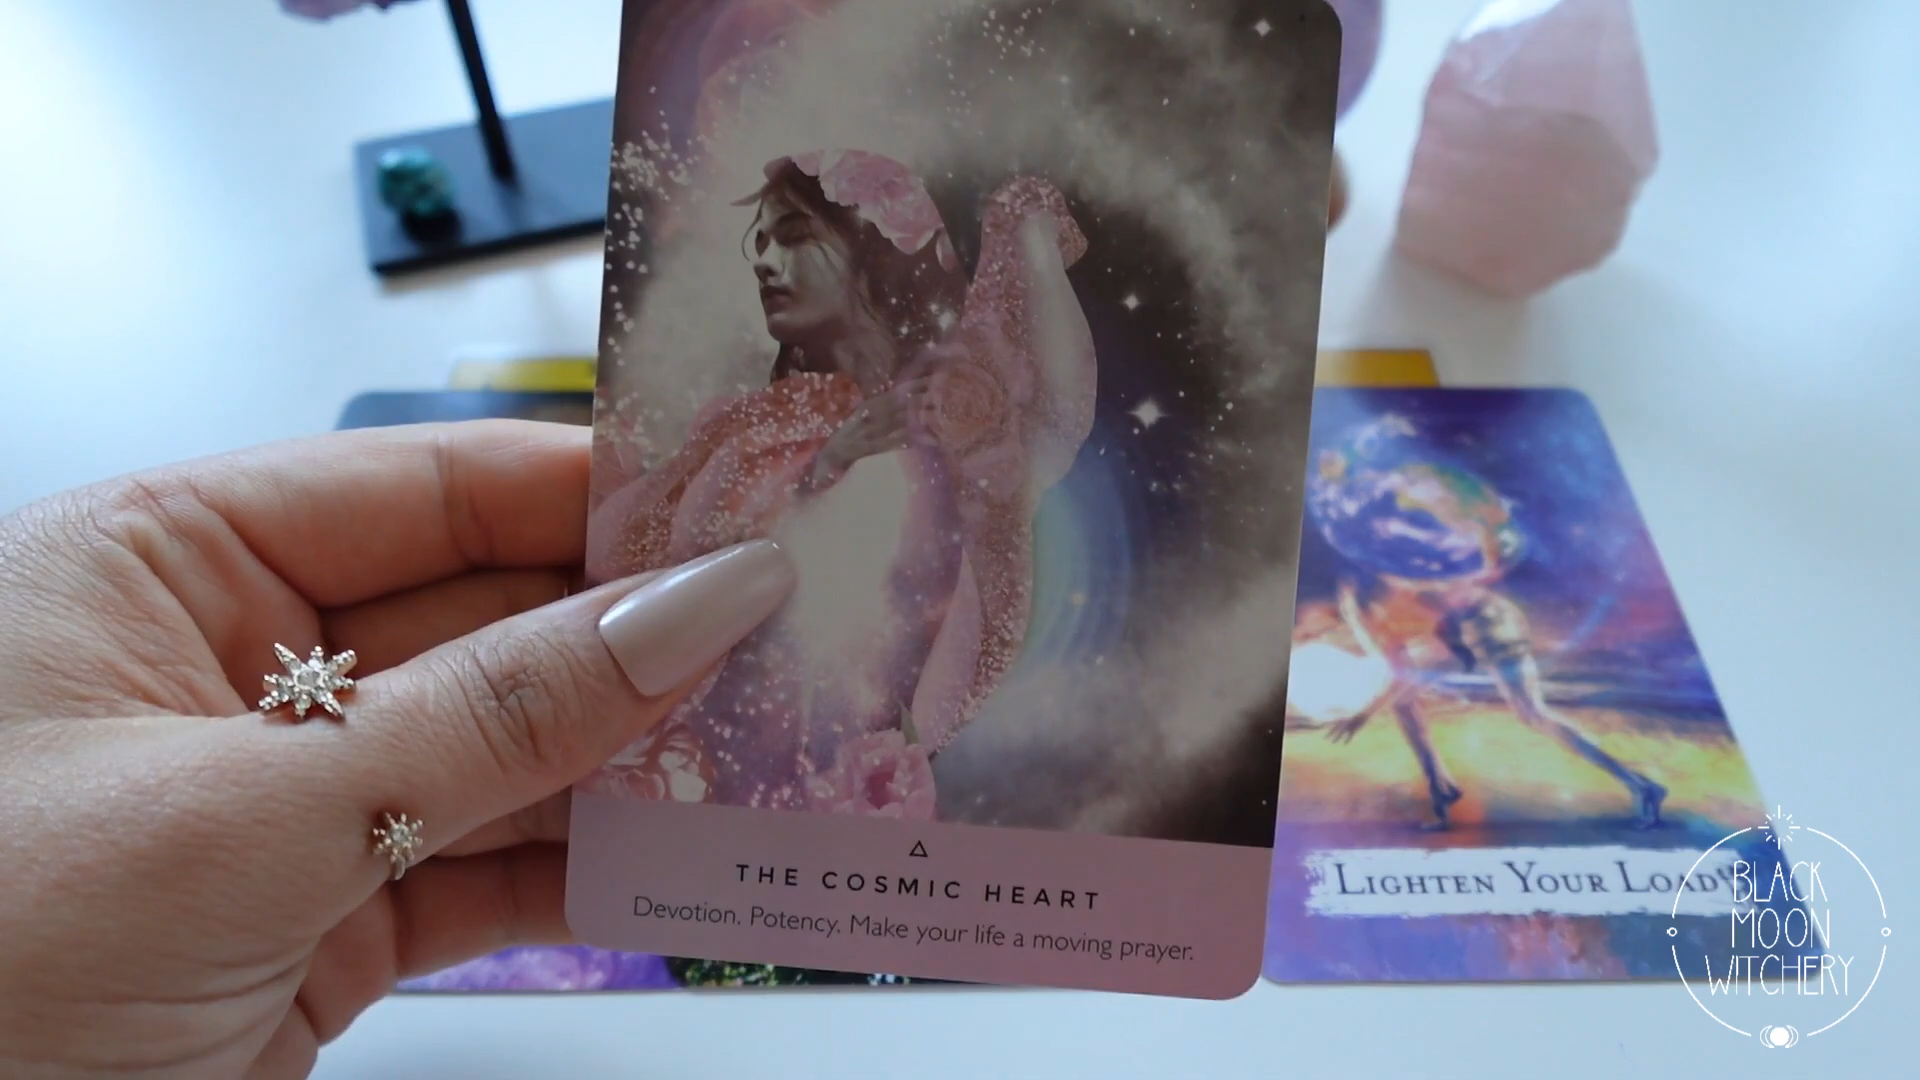 THE COSMIC HEART
Devotion. Potency. Make your life a moving prayer.
LIGHTEN YOUR LOAD
BLACK
MOON
WITCHERY